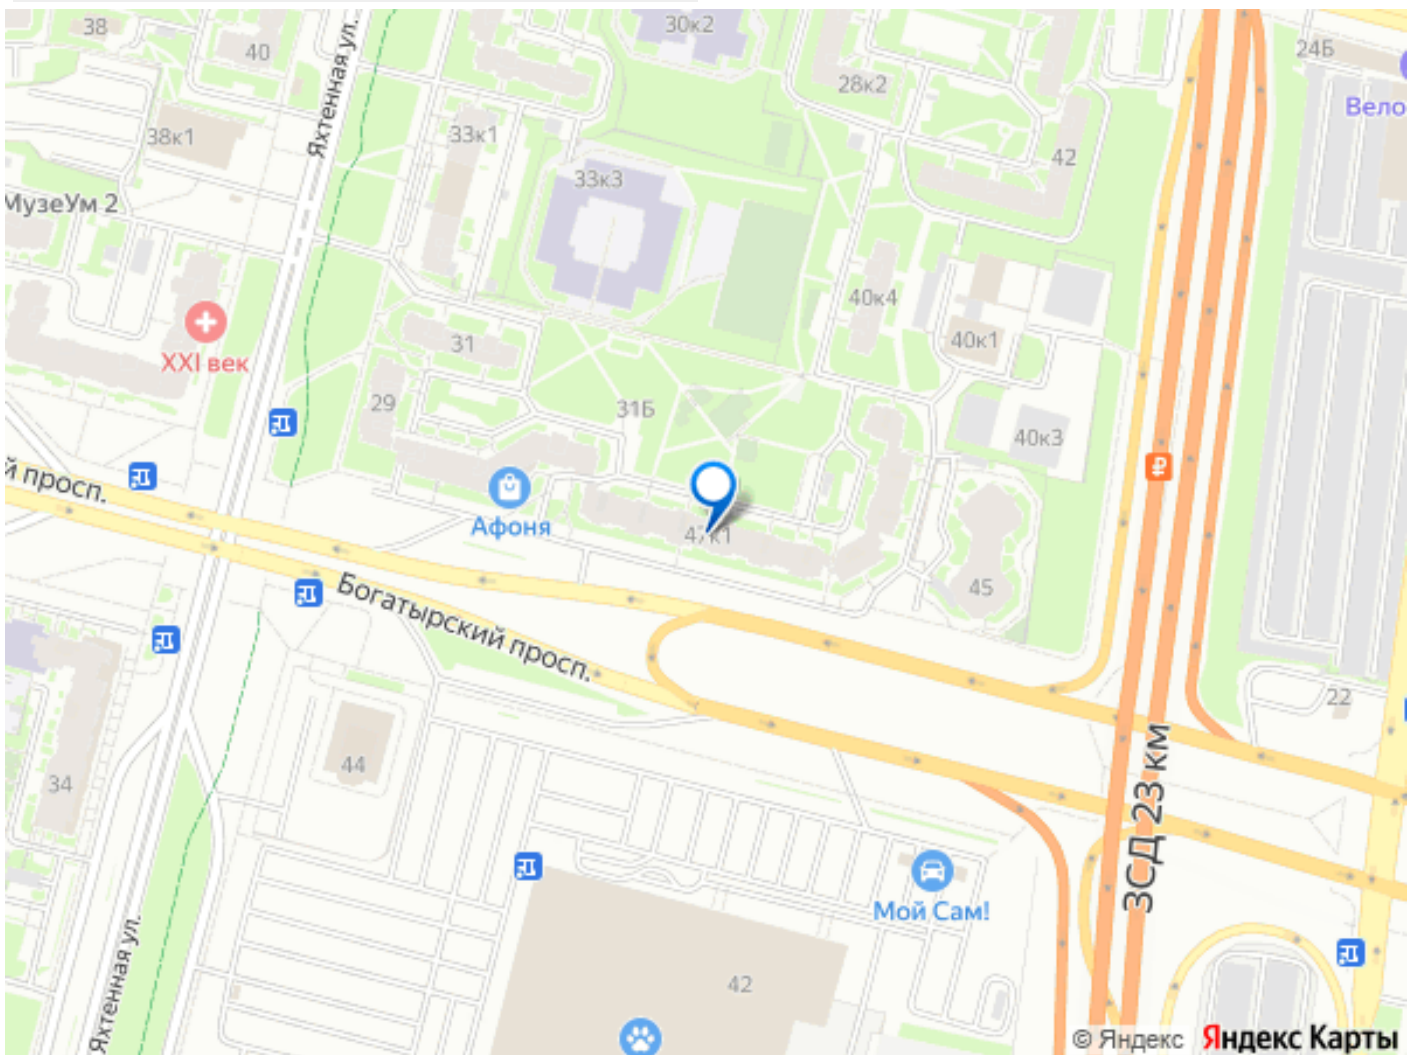 38
40
30к2
24Б
28к2
Вело
Яхтенная ул.
38к1
33к1
42
33к3
МузеУм 2
40к4
40к1
XXI век
31
29
31Б
40к3
й просп.
Афоня
47к1
45
Богатырский просп.
22
34
44
ЗСД 23 км
Мой Сам!
Яхтенная ул.
42
© Яндекс Яндекс Карты